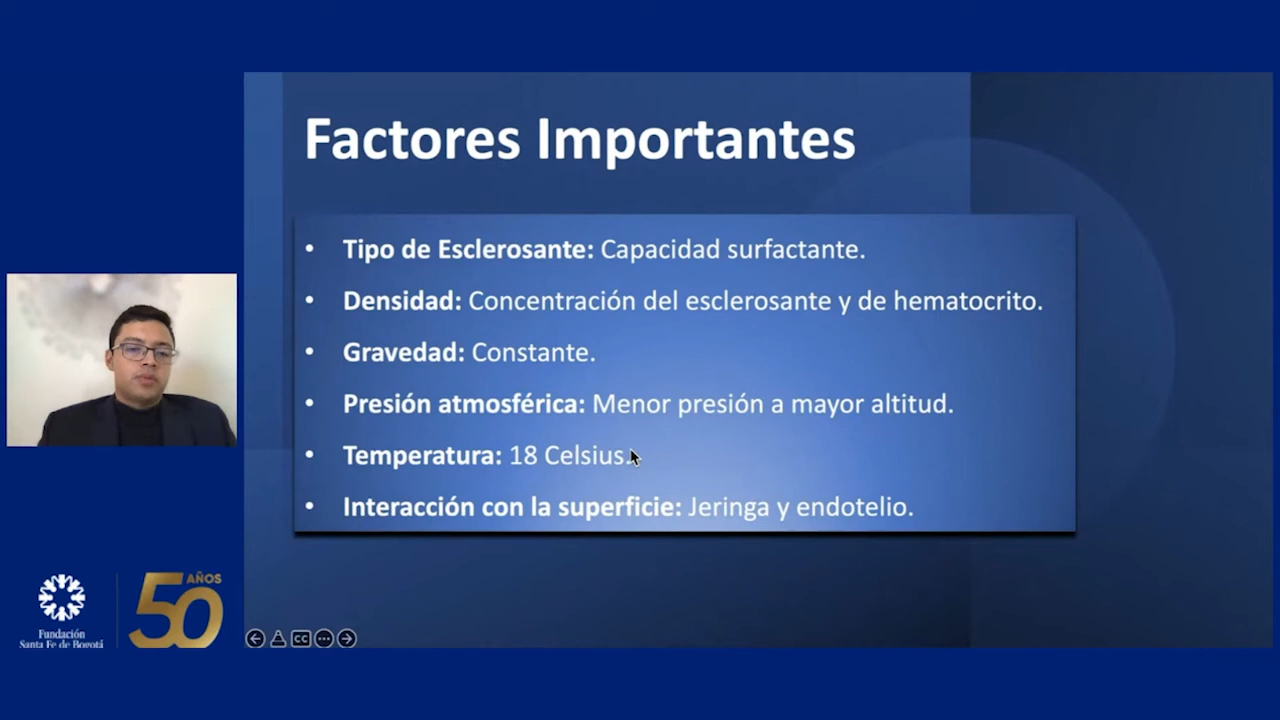 Factores Importantes
• Tipo de Esclerosante: Capacidad surfactante.
• Densidad: Concentración del esclerosante y de hematocrito.
• Gravedad: Constante.
• Presión atmosférica: Menor presión a mayor altitud.
• Temperatura: 18 Celsius.
• Interacción con la superficie: Jeringa y endotelio.
Fundación
Santa Fe de Bogotá
50 AÑOS
CC